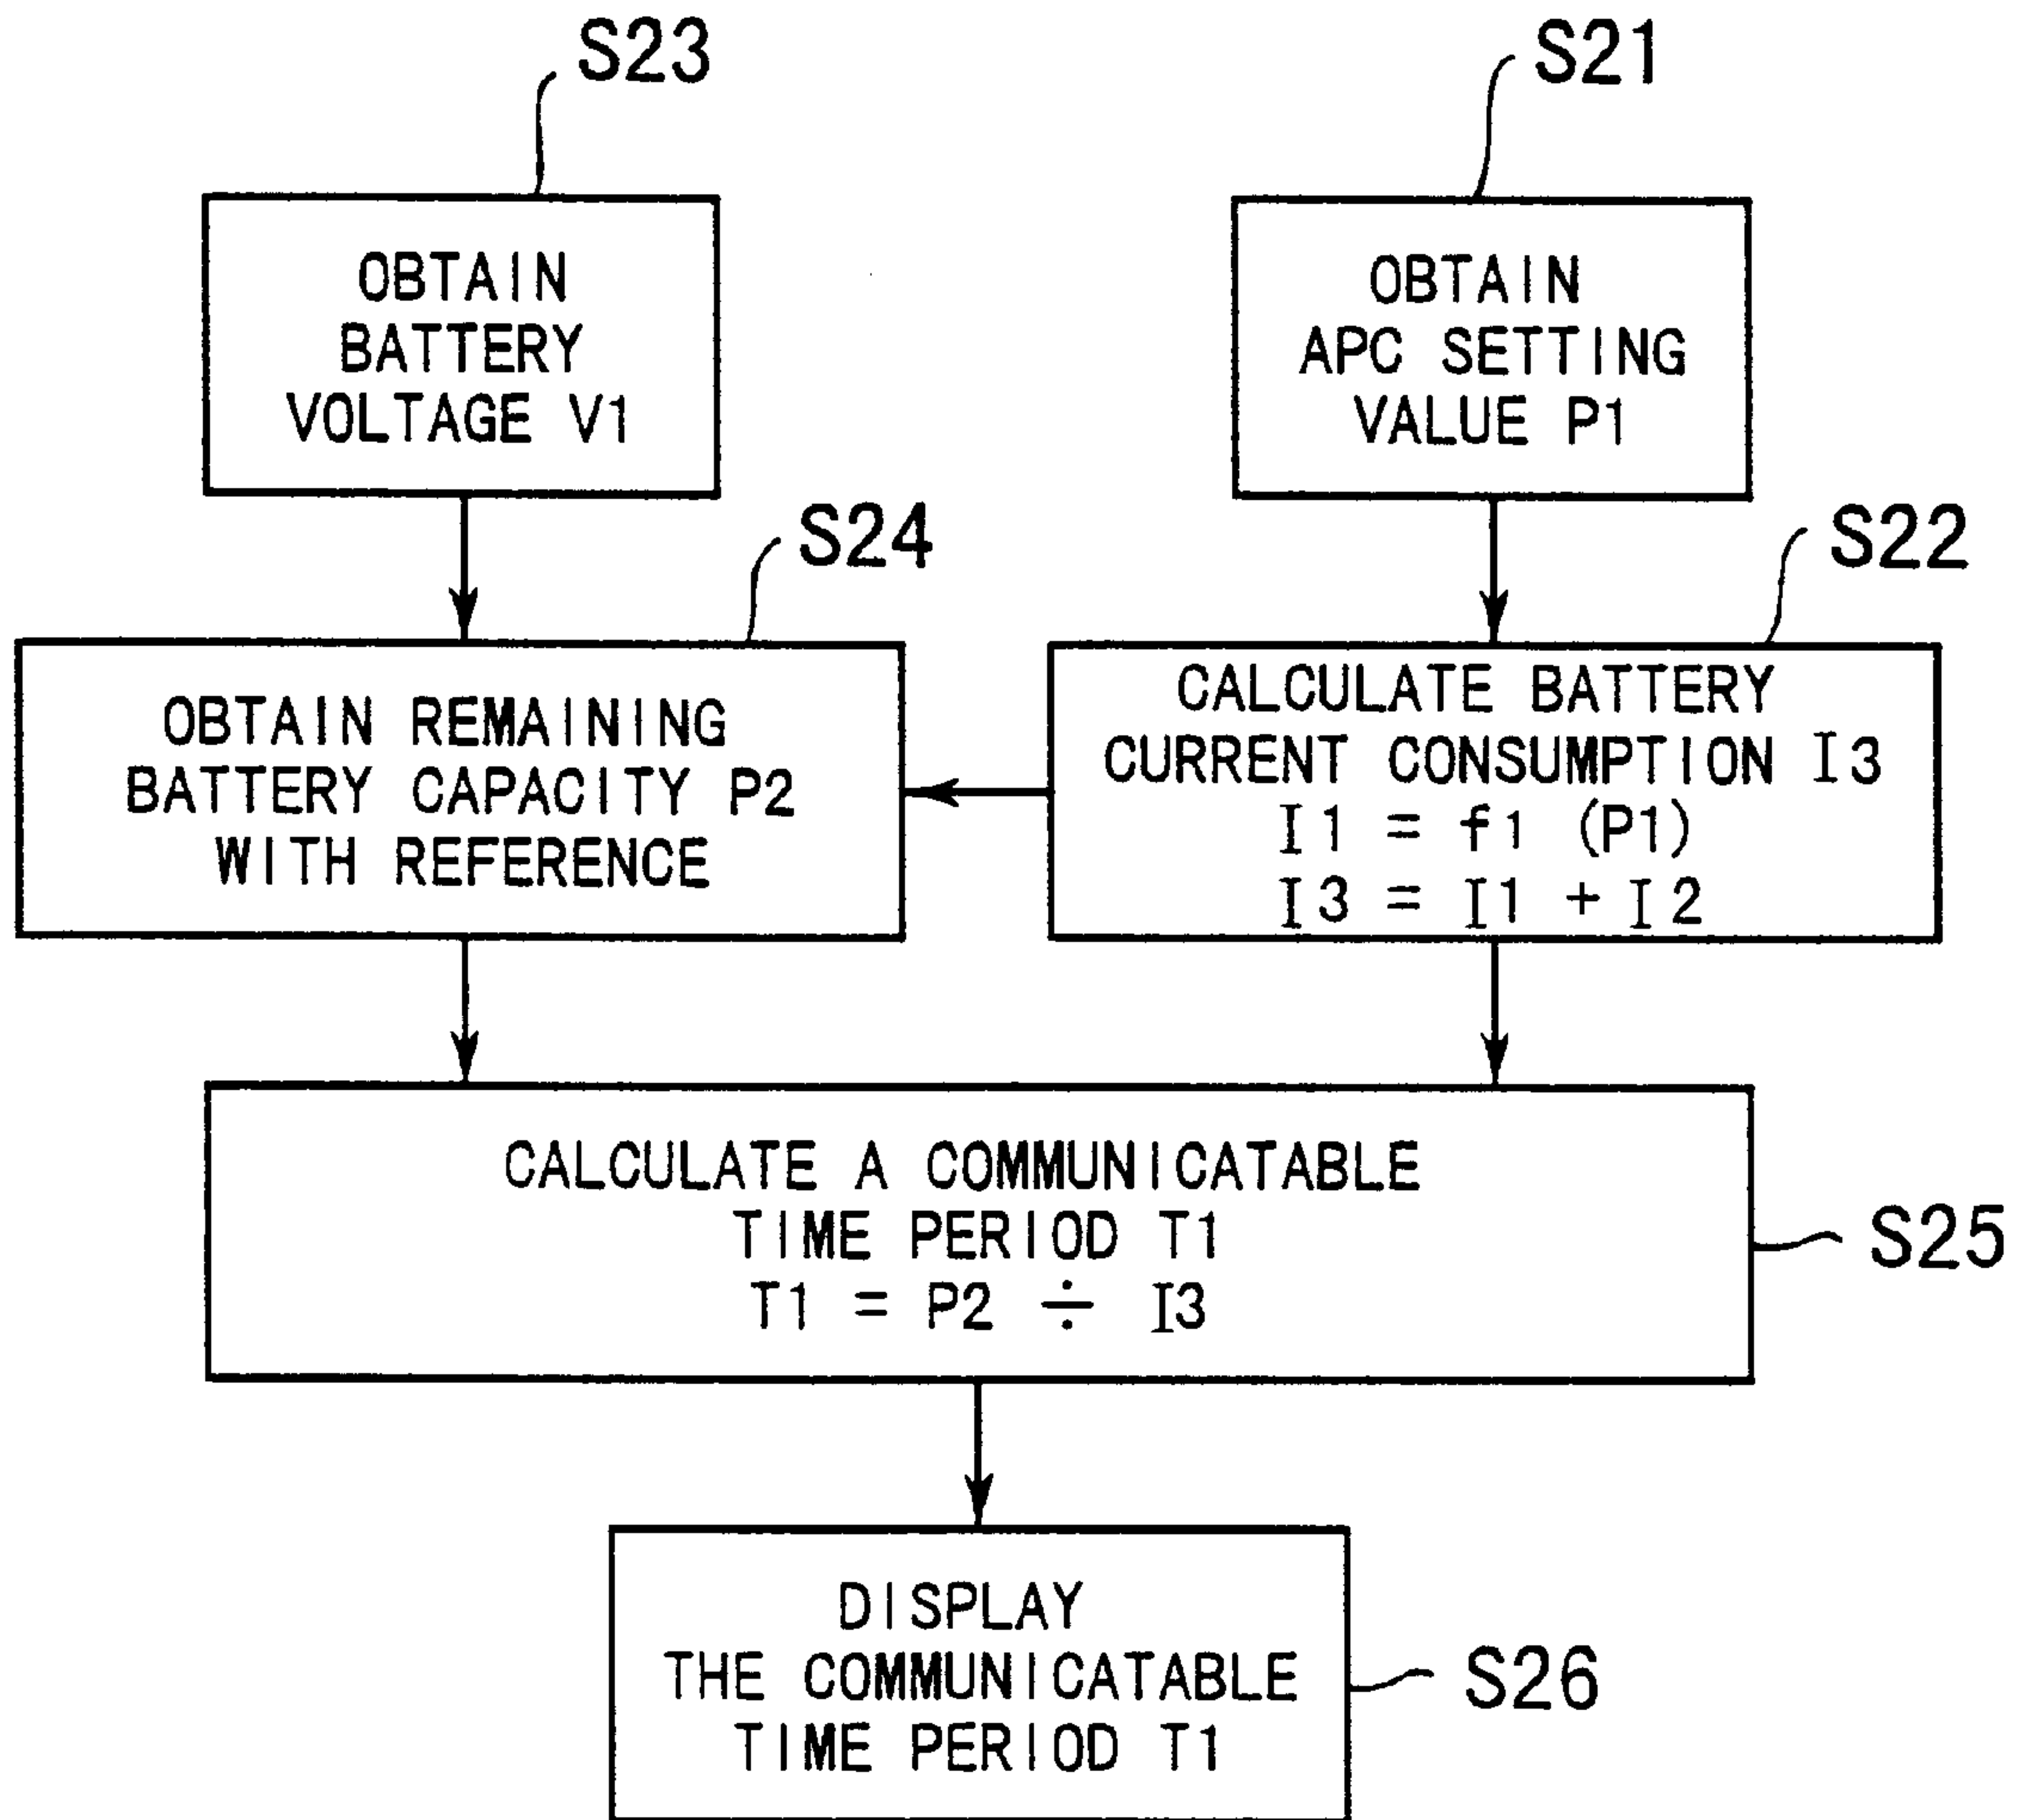 S23
S21
OBTAIN
BATTERY
VOLTAGE V1
OBTAIN
APC SETTING
VALUE P1
S24
S22
OBTAIN REMAINING
BATTERY CAPACITY P2
WITH REFERENCE
CALCULATE BATTERY
CURRENT CONSUMPTION I3
I1 = f1 (P1)
I3 = I1 + I2
CALCULATE A COMMUNICATABLE
TIME PERIOD T1
T1 = P2 ÷ I3
S25
DISPLAY
THE COMMUNICATABLE
TIME PERIOD T1
S26